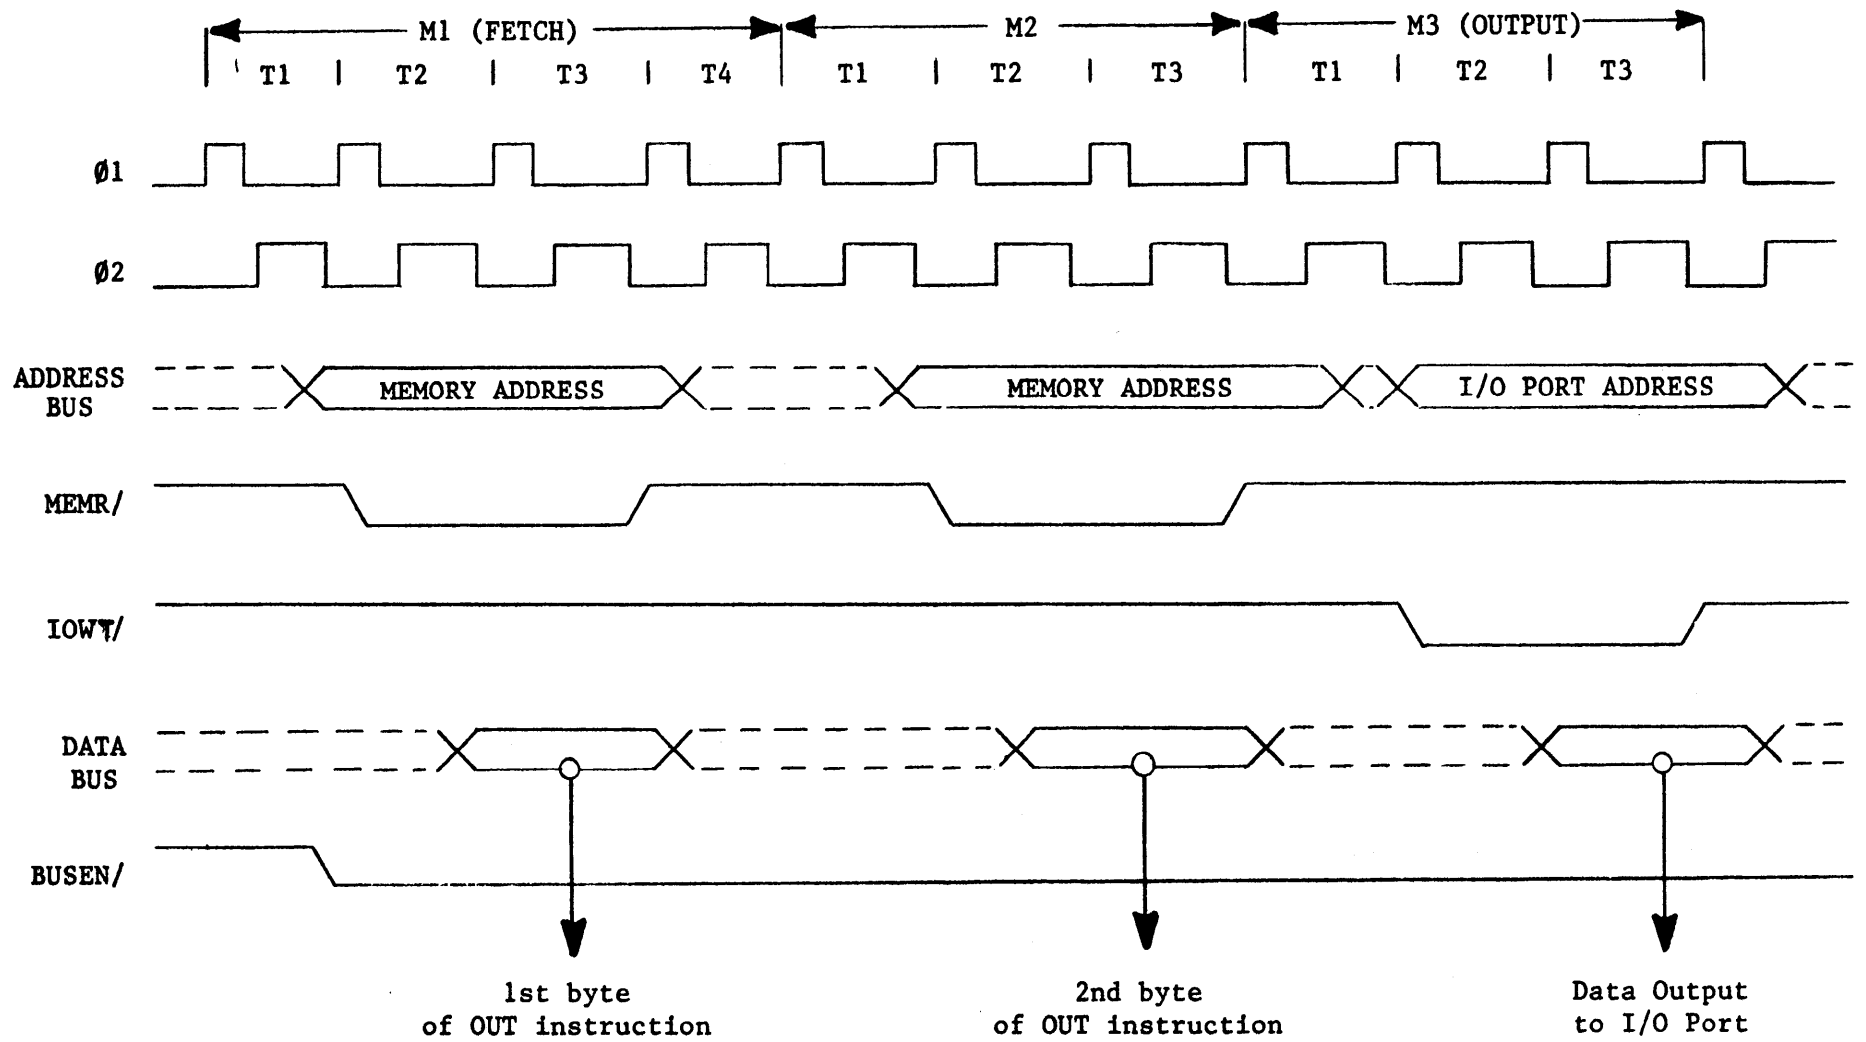 M1 (FETCH) M2 M3 (OUTPUT)
T1 T2 T3 T4 T1 T2 T3 T1 T2 T3
Ø1
Ø2
ADDRESS
BUS
MEMORY ADDRESS MEMORY ADDRESS I/O PORT ADDRESS
MEMR/
IOWT/
DATA
BUS
BUSEN/
1st byte
of OUT instruction
2nd byte
of OUT instruction
Data Output
to I/O Port